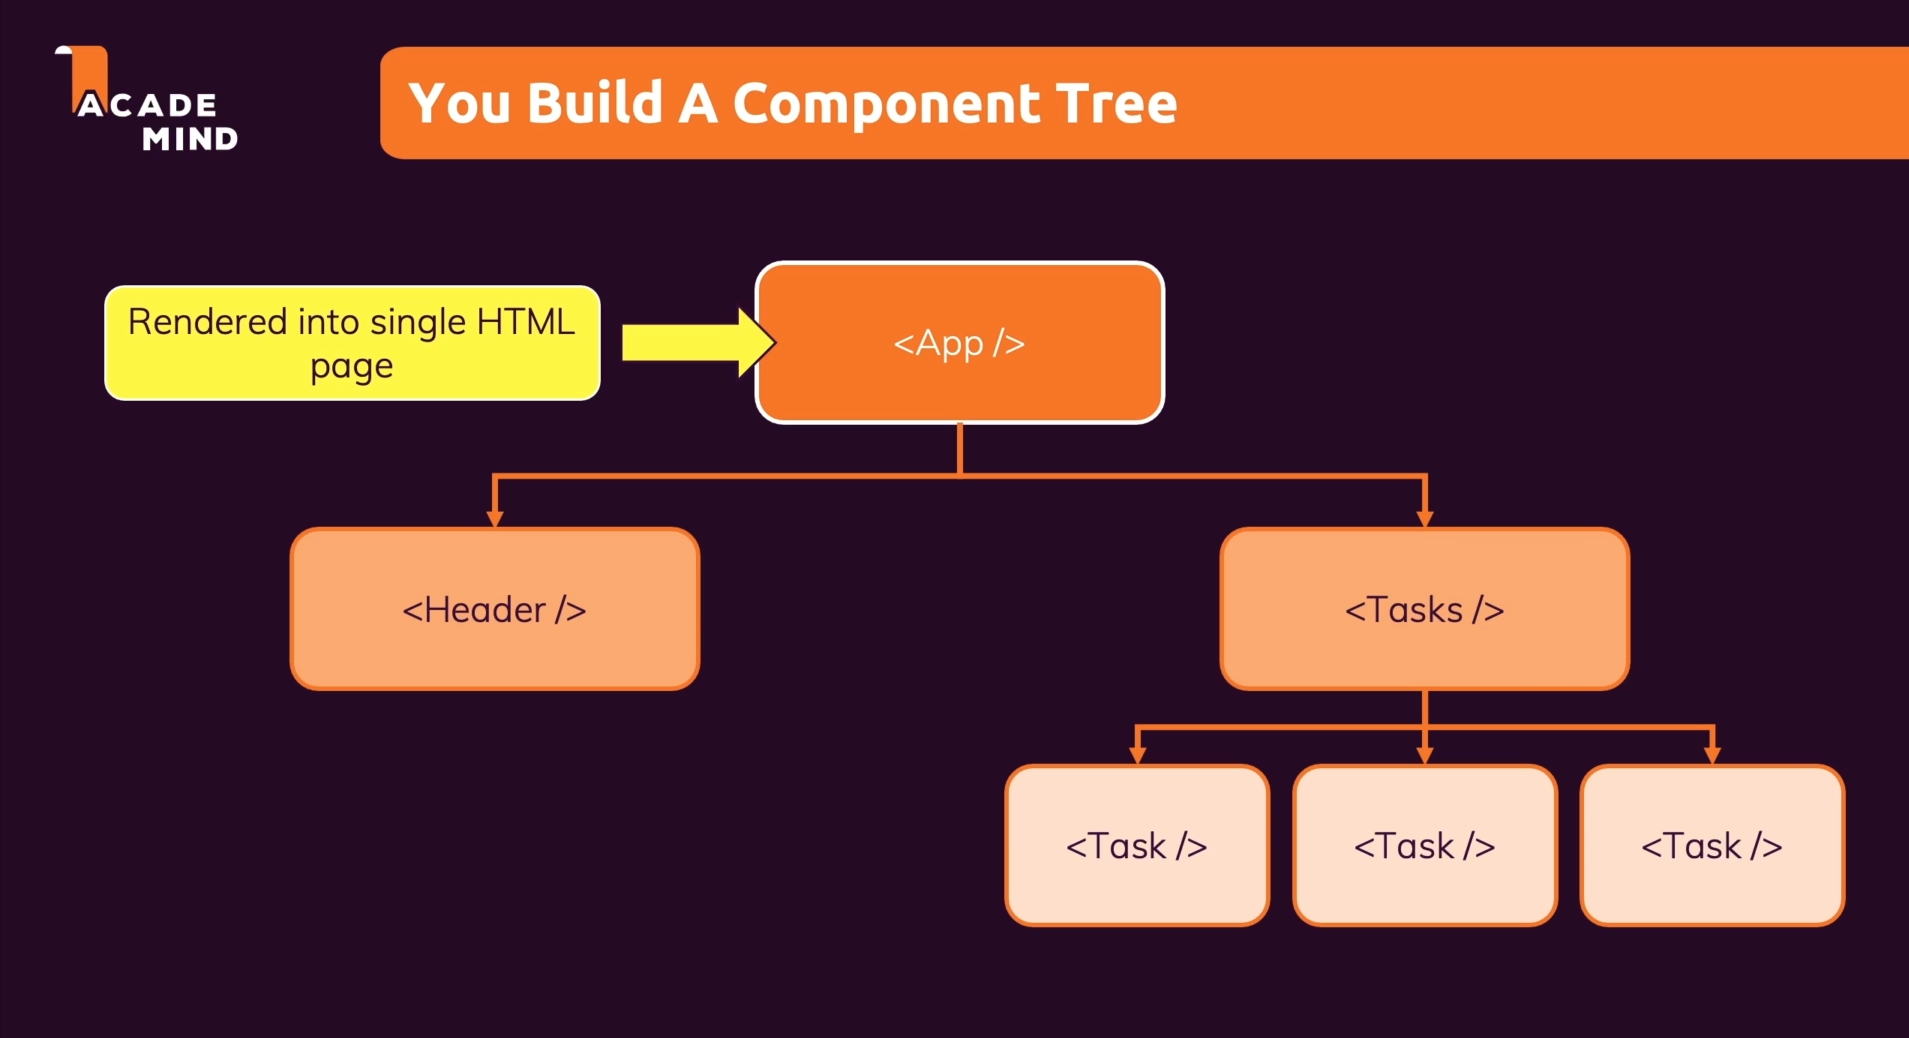 ACADE
MIND
You Build A Component Tree
Rendered into single HTML
page
<App />
<Header />
<Tasks />
<Task />
<Task />
<Task />